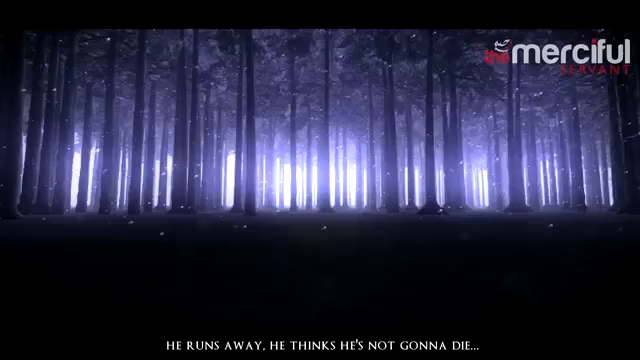 the merciful
SERVANT
HE RUNS AWAY, HE THINKS HE'S NOT GONNA DIE...